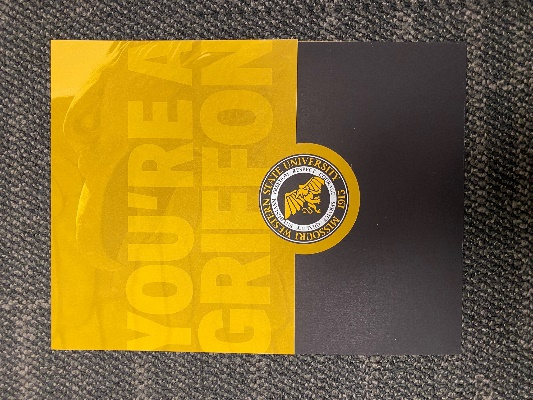 YOU'RE A
GRIFFON
MISSOURI WESTERN STATE UNIVERSITY
1915